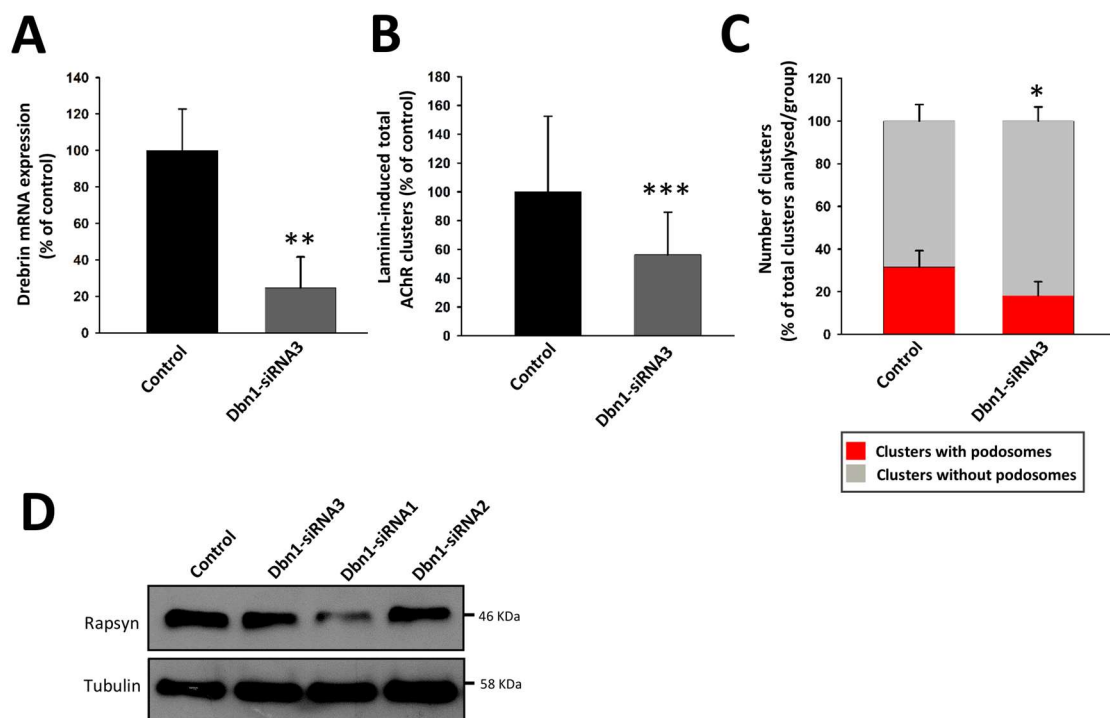 A
B
C
Drebrin mRNA expression
(% of control)
140
120
100
80
60
40
20
0
**
Control
Dbn1-siRNA3
Laminin-induced total
AChR clusters (% of control)
180
160
140
120
100
80
60
40
20
0
***
Control
Dbn1-siRNA3
Number of clusters
(% of total clusters analysed/group)
120
100
80
60
40
20
0
*
Control
Dbn1-siRNA3
Clusters with podosomes
Clusters without podosomes
D
Control
Dbn1-siRNA3
Dbn1-siRNA1
Dbn1-siRNA2
Rapsyn
46 KDa
Tubulin
58 KDa